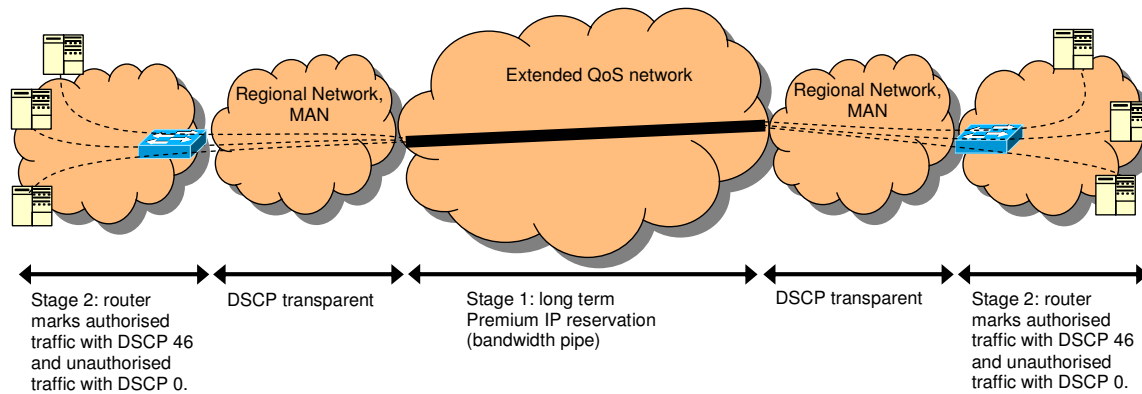 Extended QoS network
Regional Network,
MAN
Regional Network,
MAN
Stage 2: router
marks authorised
traffic with DSCP 46
and unauthorised
traffic with DSCP 0.
DSCP transparent
Stage 1: long term
Premium IP reservation
(bandwidth pipe)
DSCP transparent
Stage 2: router
marks authorised
traffic with DSCP 46
and unauthorised
traffic with DSCP 0.